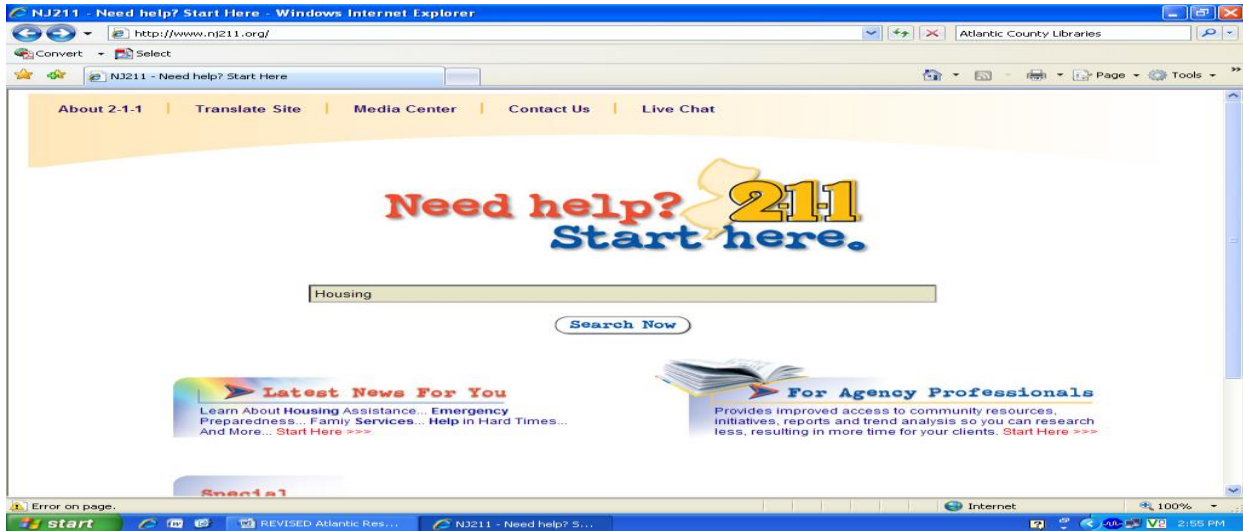 NJ211 - Need help? Start Here - Windows Internet Explorer
http://www.nj211.org/
Atlantic County Libraries
Convert Select
NJ211 - Need help? Start Here
Page Tools
About 2-1-1 | Translate Site | Media Center | Contact Us | Live Chat
Need help? 211
Start here.
Housing
Search Now
Latest News For You
Learn About Housing Assistance... Emergency
Preparedness... Famiy Services... Help in Hard Times...
And More... Start Here >>>
For Agency Professionals
Provides improved access to community resources,
initiatives, reports and trend analysis so you can research
less, resulting in more time for your clients. Start Here >>>
Special
Error on page.
Internet
100%
start
REVISED Atlantic Res...
NJ211 - Need help? S...
2:55 PM